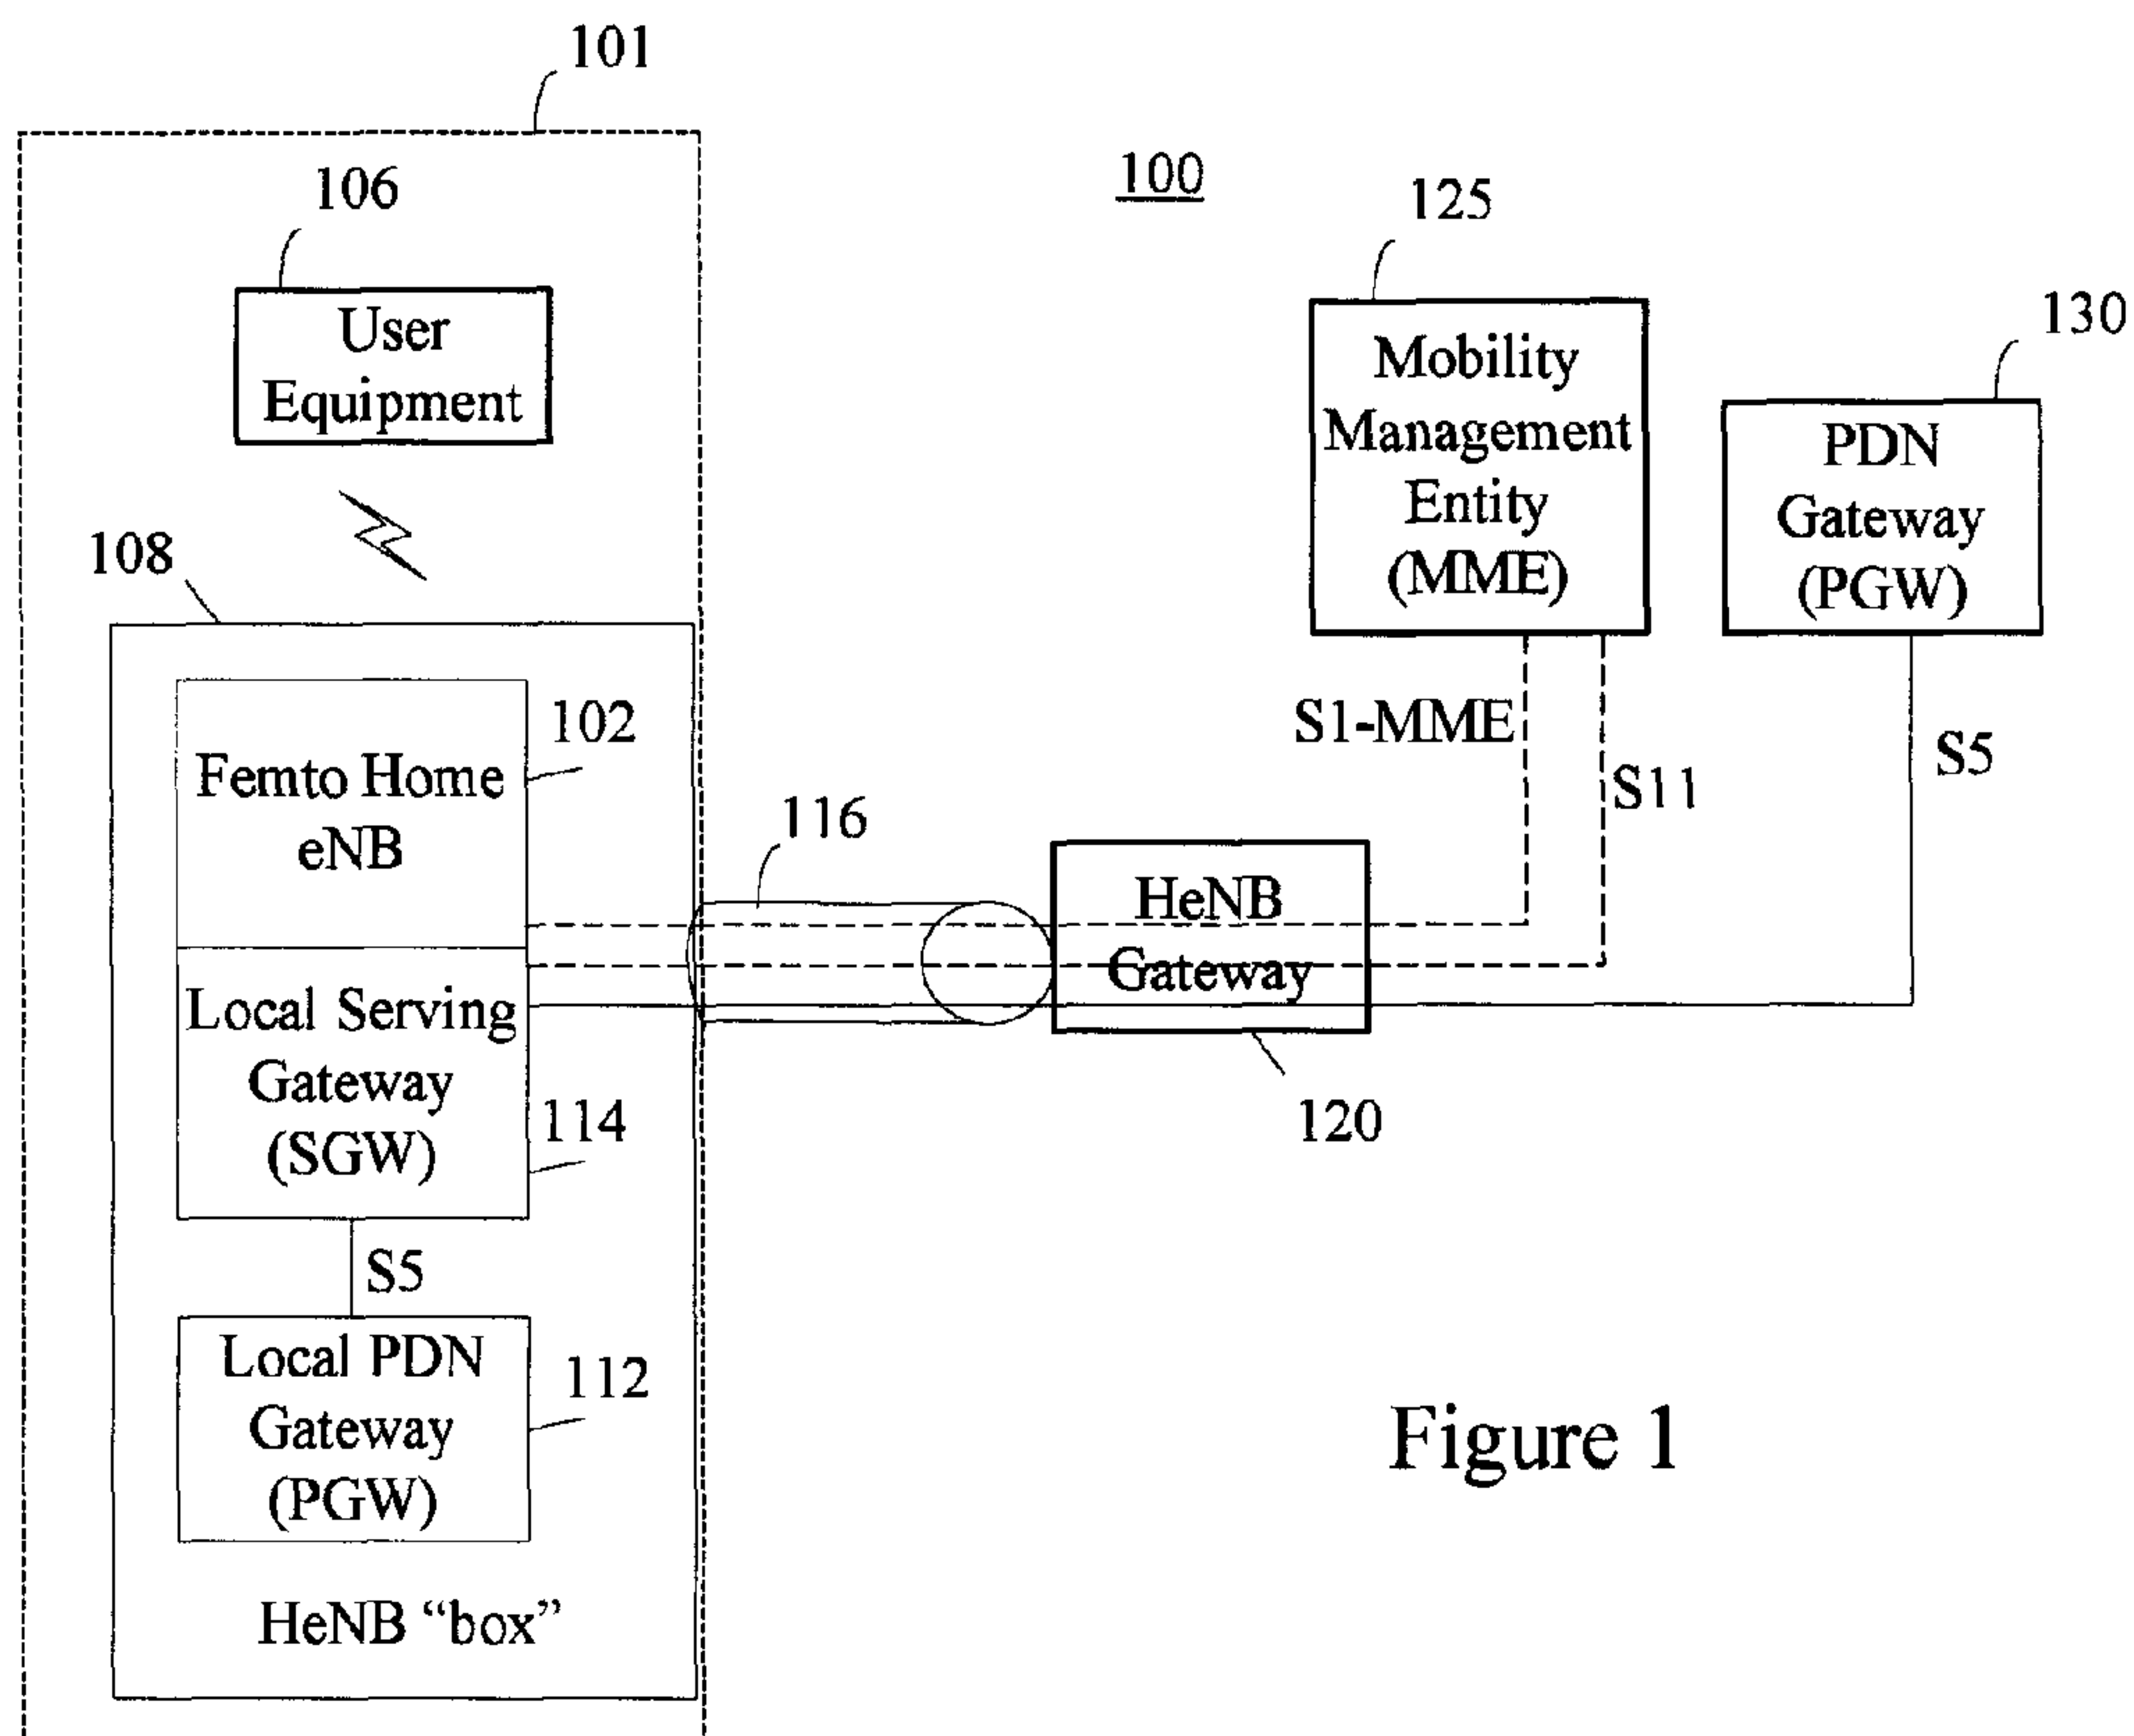 101
106
100
125
130
User
Equipment
Mobility
Management
Entity
(MME)
PDN
Gateway
(PGW)
108
102
Femto Home
eNB
S1-MME
S11
S5
116
HeNB
Gateway
Local Serving
Gateway
(SGW)
114
120
S5
Local PDN
Gateway
(PGW)
112
HeNB “box”
Figure 1